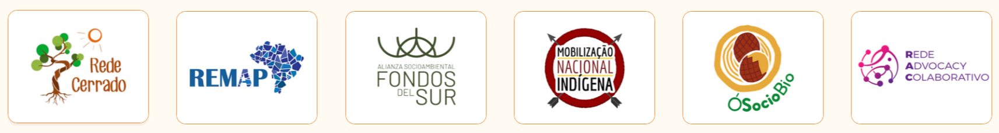 Rede
Cerrado
REMAP
ALIANZA SOCIOAMBIENTAL
FONDOS
DEL SUR
MOBILIZAÇÃO
NACIONAL
INDÍGENA
ÓSocioBio
REDE
ADVOCACY
COLABORATIVO